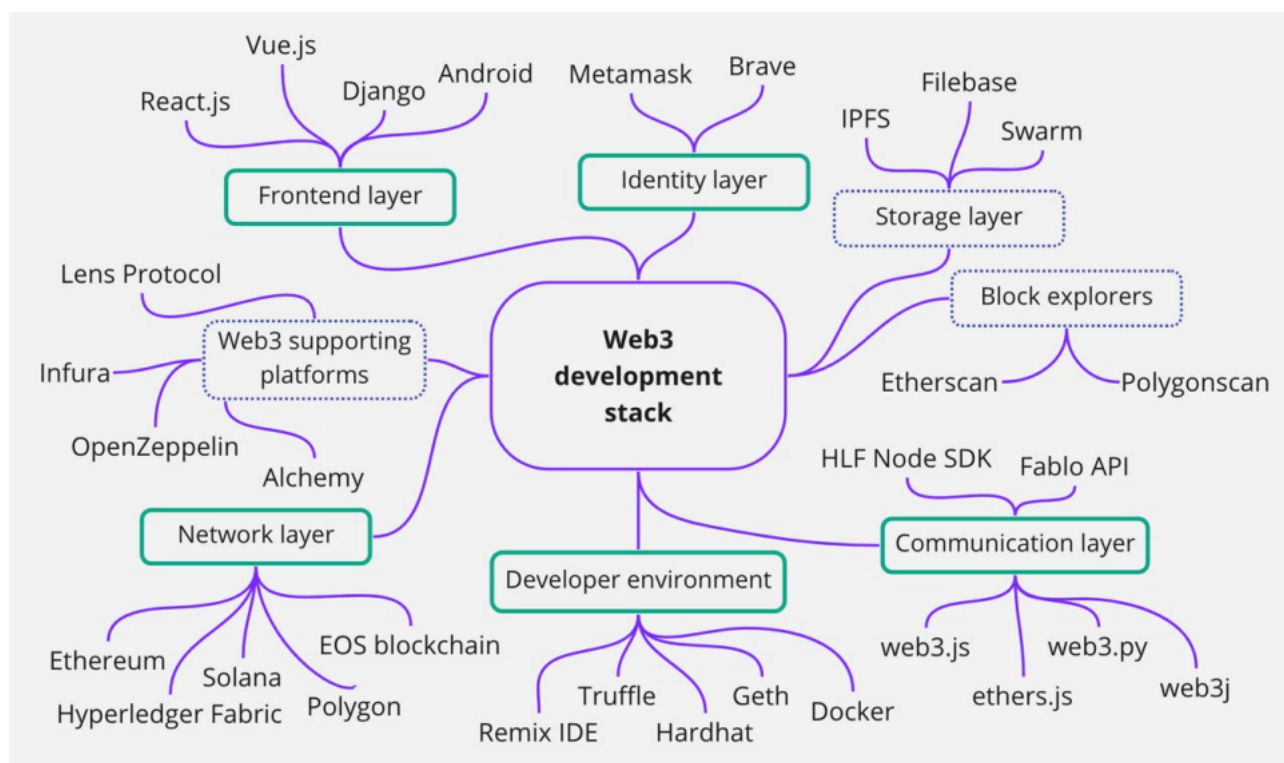 Vue.js
Android
Django
React.js
Frontend layer
Metamask
Brave
Identity layer
Filebase
IPFS
Swarm
Storage layer
Block explorers
Etherscan
Polygonscan
Lens Protocol
Web3 supporting
platforms
Infura
OpenZeppelin
Alchemy
Web3
development
stack
Network layer
Ethereum
EOS blockchain
Solana
Hyperledger Fabric
Polygon
Developer environment
Remix IDE
Truffle
Hardhat
Geth
Docker
HLF Node SDK
Fablo API
Communication layer
web3.js
ethers.js
web3.py
web3j